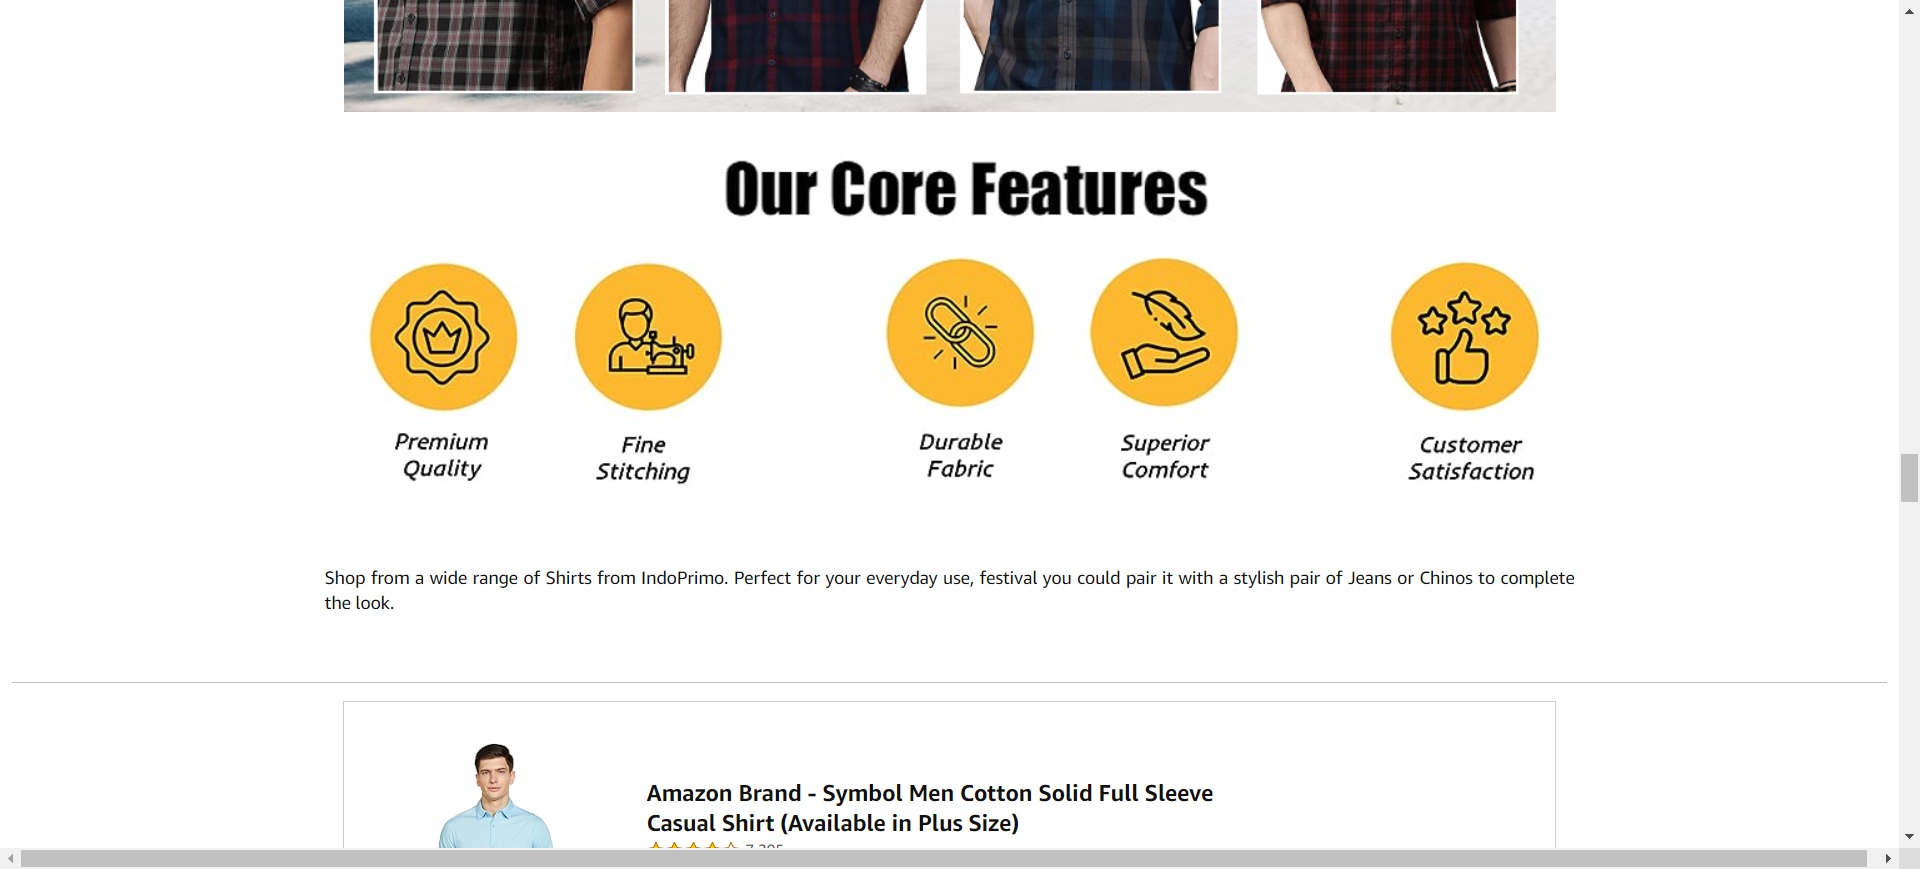 Our Core Features
Premium
Quality
Fine
Stitching
Durable
Fabric
Superior
Comfort
Customer
Satisfaction
Shop from a wide range of Shirts from IndoPrimo. Perfect for your everyday use, festival you could pair it with a stylish pair of Jeans or Chinos to complete
the look.
Amazon Brand - Symbol Men Cotton Solid Full Sleeve
Casual Shirt (Available in Plus Size)